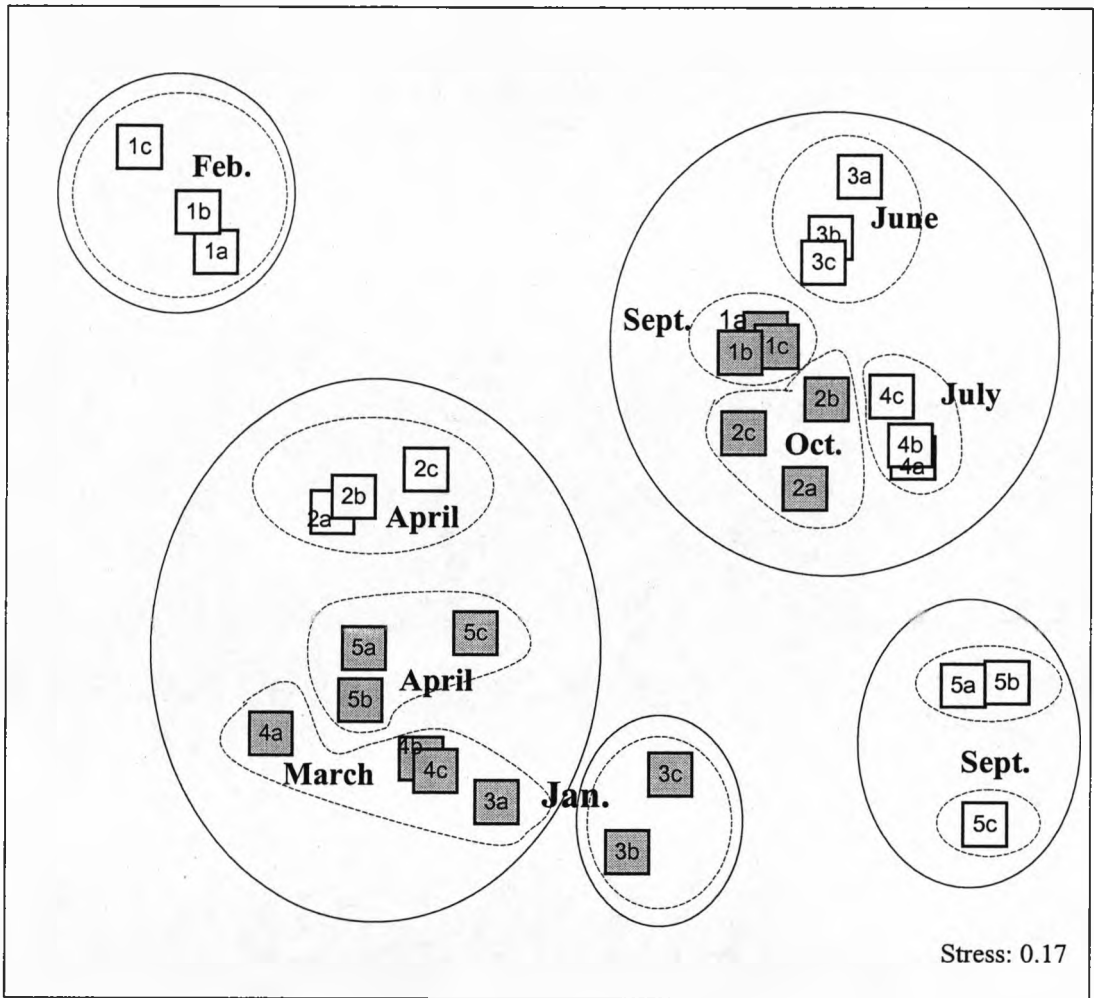 1c
Feb.
1b
1a
3a
June
3b
3c
Sept.
1a
1b
1c
2b
4c
July
2c
Oct.
4b
4a
2a
2c
2b
2a
April
5c
5a
April
5b
4a
4b
March
4c
3a
Jan.
3c
3b
5a
5b
Sept.
5c
Stress: 0.17